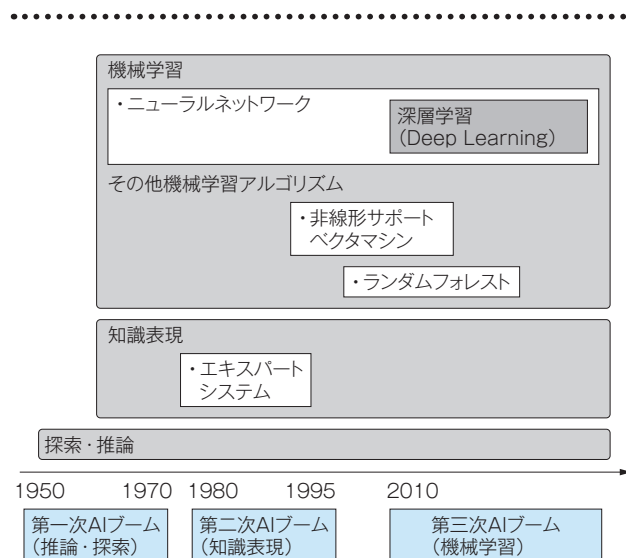 機械学習
・ニューラルネットワーク
深層学習
(Deep Learning)
その他機械学習アルゴリズム
・非線形サポート
ベクタマシン
・ランダムフォレスト
知識表現
・エキスパート
システム
探索・推論
1950 1970 1980 1995 2010
第一次AIブーム
(推論・探索)
第二次AIブーム
(知識表現)
第三次AIブーム
(機械学習)